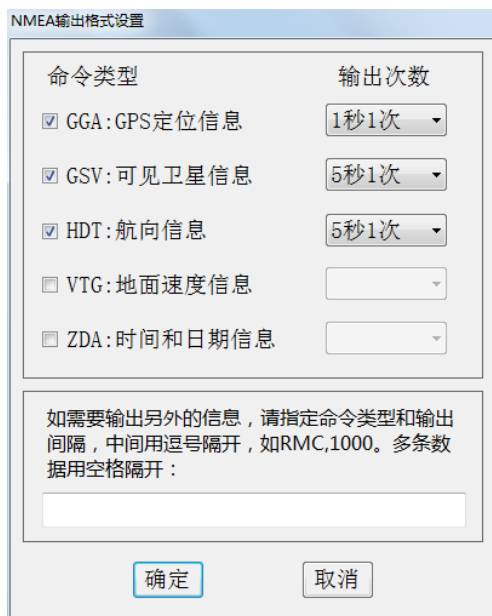 NMEA输出格式设置
命令类型 输出次数
GGA:GPS定位信息 1秒1次
GSV:可见卫星信息 5秒1次
HDT:航向信息 5秒1次
VTG:地面速度信息
ZDA:时间和日期信息
如需要输出另外的信息，请指定命令类型和输出
间隔，中间用逗号隔开，如RMC,1000。多条数
据用空格隔开：
确定 取消